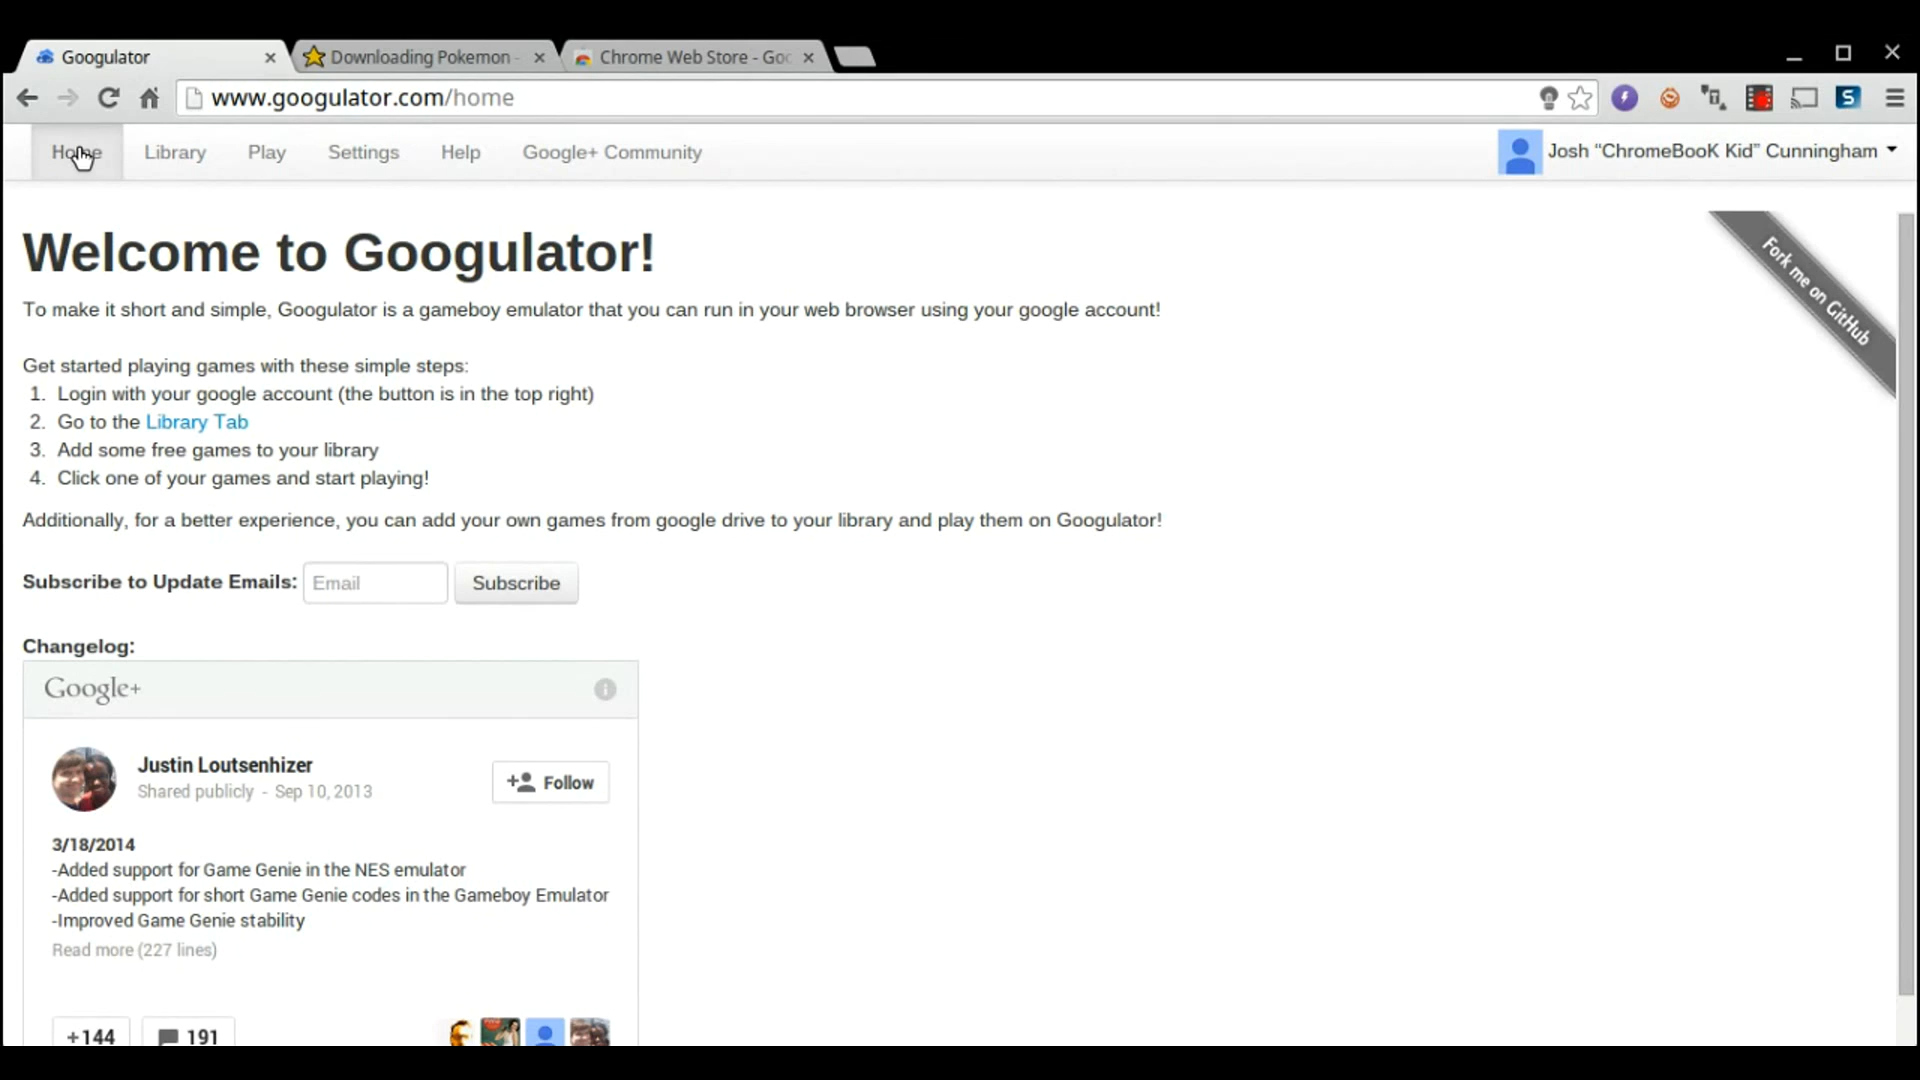 Googulator
Downloading Pokemon -
Chrome Web Store - Goo
www.googulator.com/home
Home
Library
Play
Settings
Help
Google+ Community
Josh “ChromeBooK Kid” Cunningham
Fork me on GitHub
Welcome to Googulator!
To make it short and simple, Googulator is a gameboy emulator that you can run in your web browser using your google account!
Get started playing games with these simple steps:
1. Login with your google account (the button is in the top right)
2. Go to the Library Tab
3. Add some free games to your library
4. Click one of your games and start playing!
Additionally, for a better experience, you can add your own games from google drive to your library and play them on Googulator!
Subscribe to Update Emails: Email Subscribe
Changelog:
Google+
Justin Loutsenhizer
Shared publicly - Sep 10, 2013
Follow
3/18/2014
-Added support for Game Genie in the NES emulator
-Added support for short Game Genie codes in the Gameboy Emulator
-Improved Game Genie stability
Read more (227 lines)
+144
191